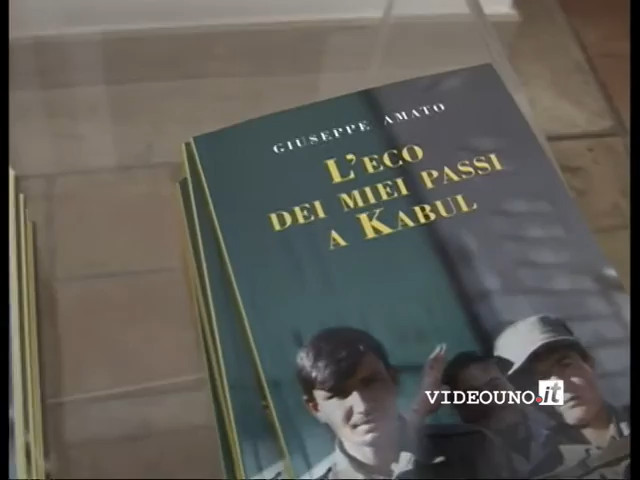 GIUSEPPE AMATO
L'ECO
DEI MIEI PASSI
A KABUL
VIDEOUNO.it